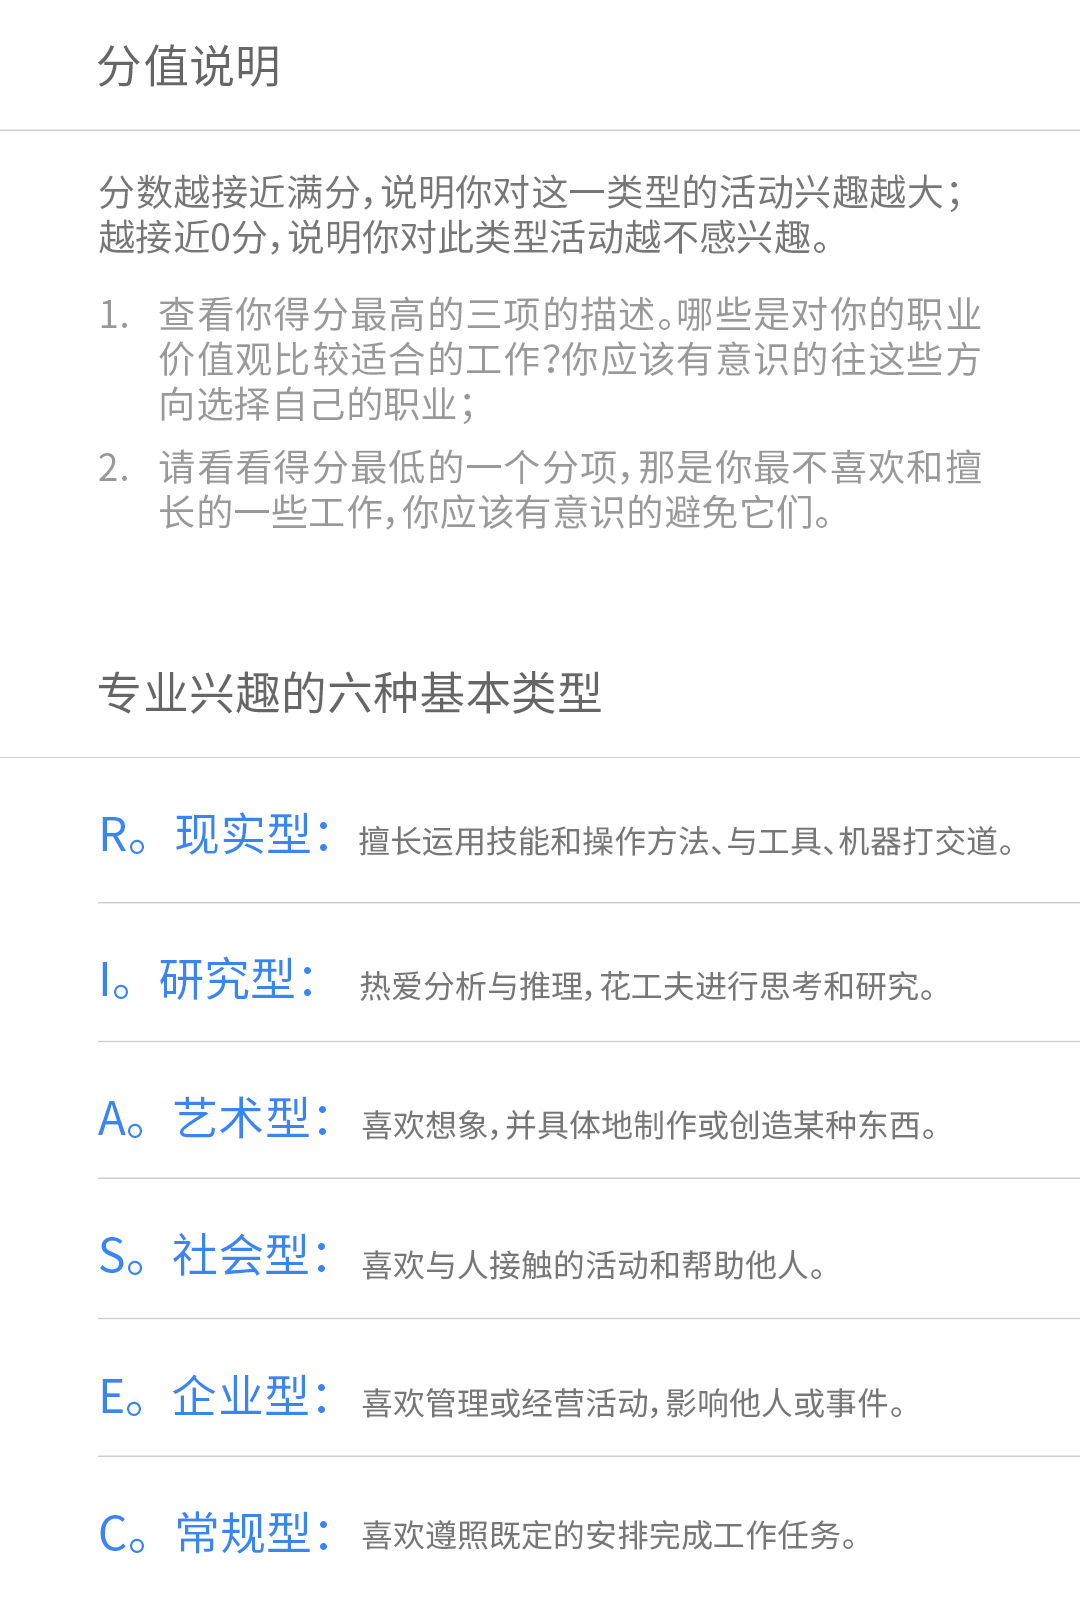 分值说明
分数越接近满分，说明你对这一类型的活动兴趣越大；
越接近0分，说明你对此类型活动越不感兴趣。
1. 查看你得分最高的三项的描述。哪些是对你的职业
价值观比较适合的工作？你应该有意识的往这些方
向选择自己的职业；
2. 请看看得分最低的一个分项，那是你最不喜欢和擅
长的一些工作，你应该有意识的避免它们。
专业兴趣的六种基本类型
R。现实型：擅长运用技能和操作方法、与工具、机器打交道。
I。研究型：热爱分析与推理，花工夫进行思考和研究。
A。艺术型：喜欢想象，并具体地制作或创造某种东西。
S。社会型：喜欢与人接触的活动和帮助他人。
E。企业型：喜欢管理或经营活动，影响他人或事件。
C。常规型：喜欢遵照既定的安排完成工作任务。